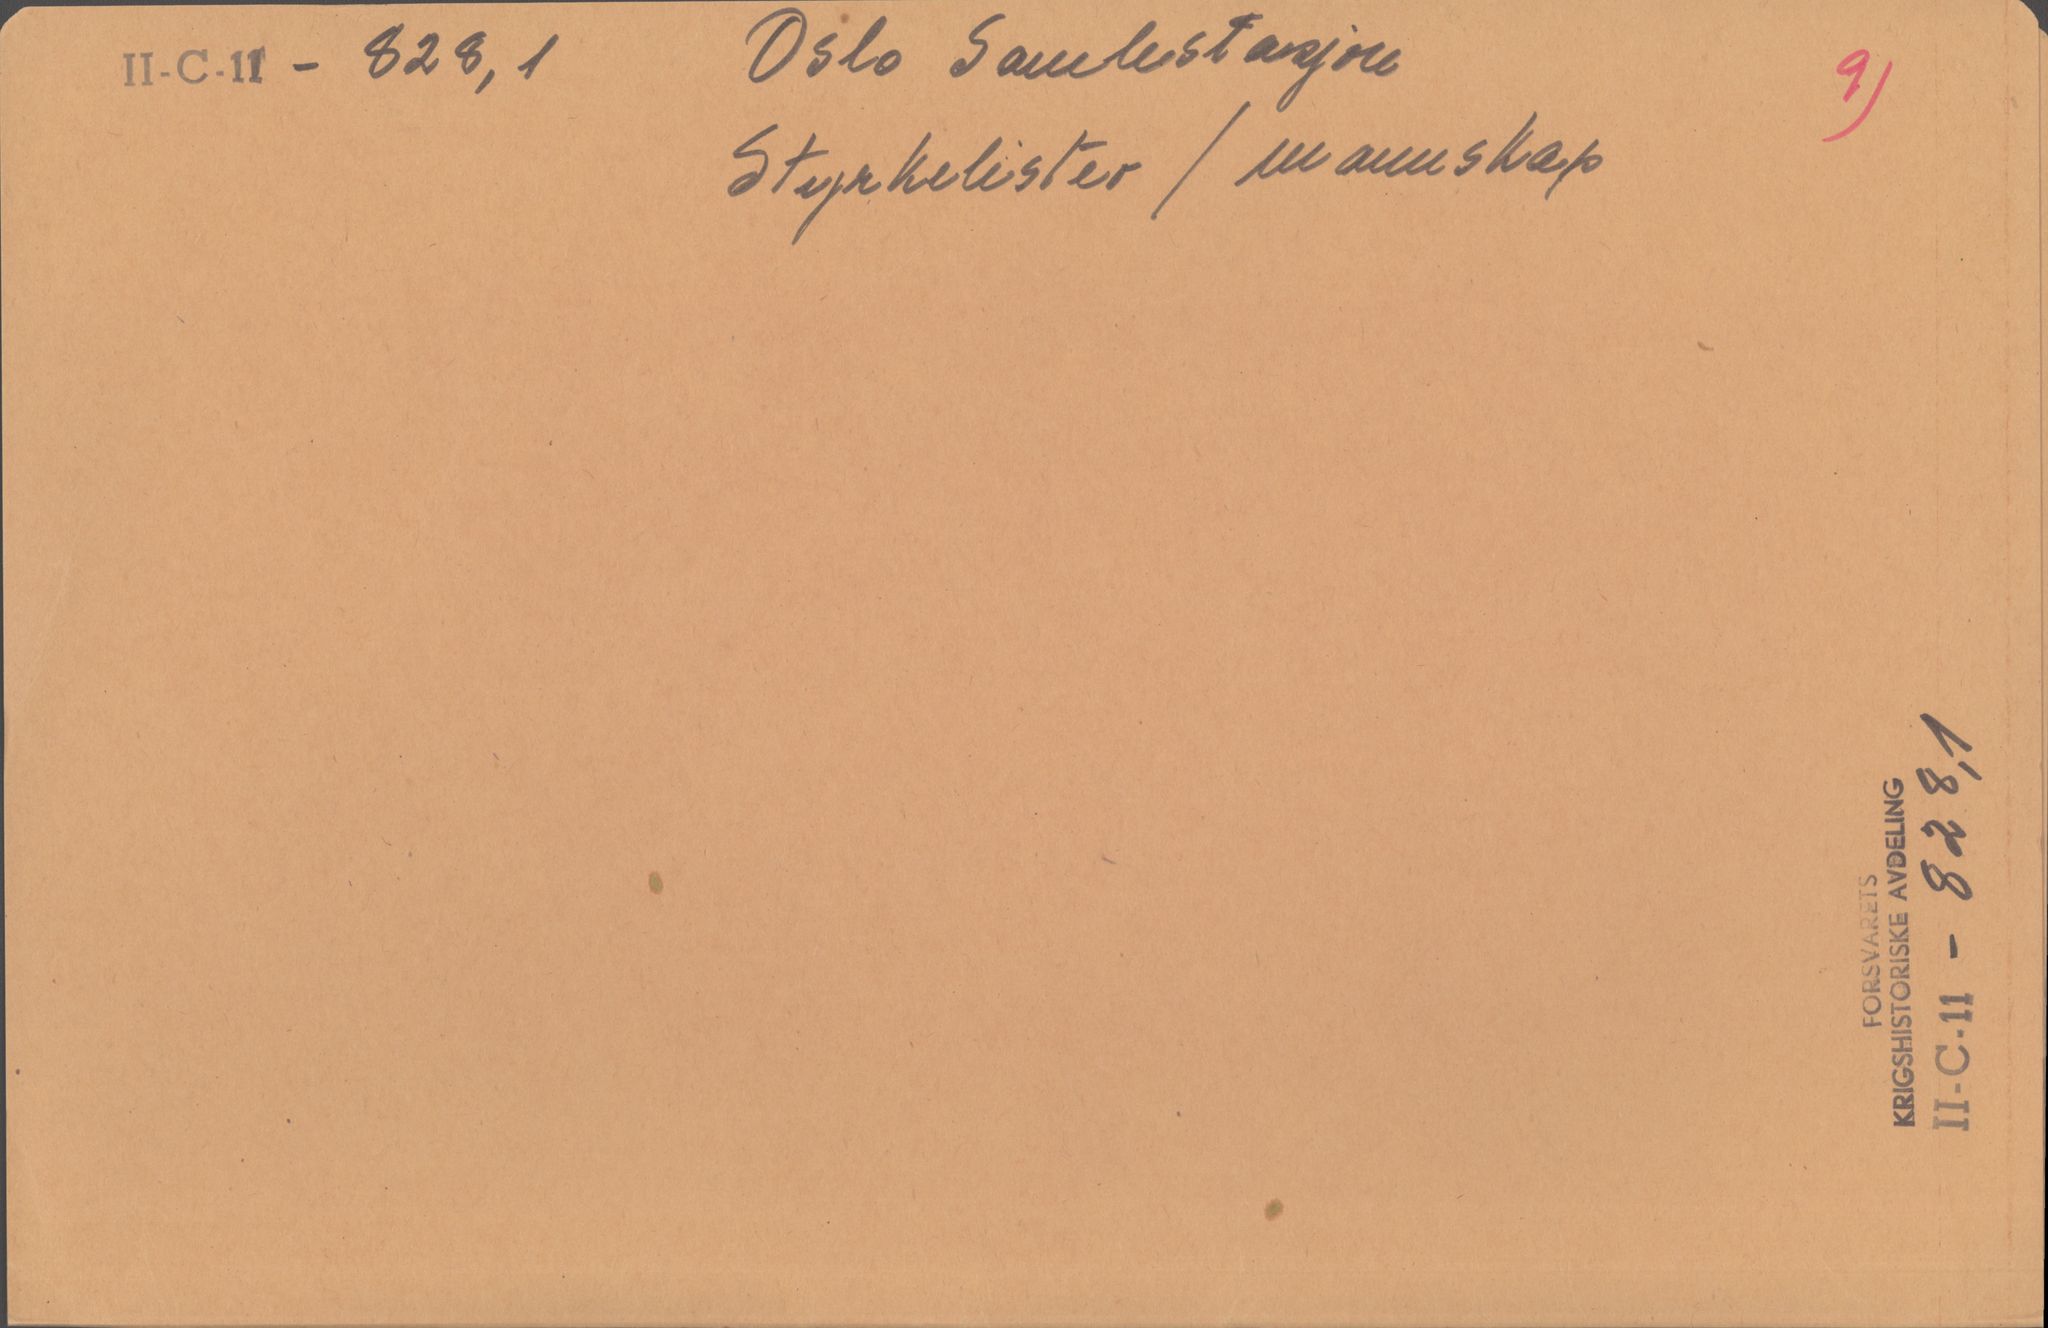 II-C-11 - 828,1
Oslo Samlestasjon
Styrkelister / mannskap
9)
FORSVARETS
KRIGSHISTORISKE AVDELING
II-C-11 - 828,1